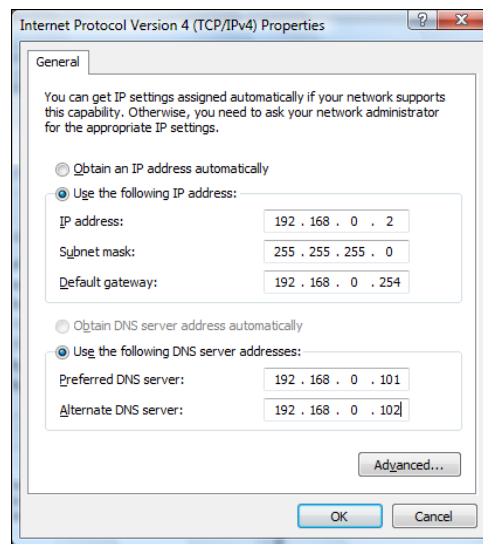 Internet Protocol Version 4 (TCP/IPv4) Properties
General
You can get IP settings assigned automatically if your network supports
this capability. Otherwise, you need to ask your network administrator
for the appropriate IP settings.
Obtain an IP address automatically
Use the following IP address:
IP address: 192 . 168 . 0 . 2
Subnet mask: 255 . 255 . 255 . 0
Default gateway: 192 . 168 . 0 . 254
Obtain DNS server address automatically
Use the following DNS server addresses:
Preferred DNS server: 192 . 168 . 0 . 101
Alternate DNS server: 192 . 168 . 0 . 102
Advanced...
OK Cancel